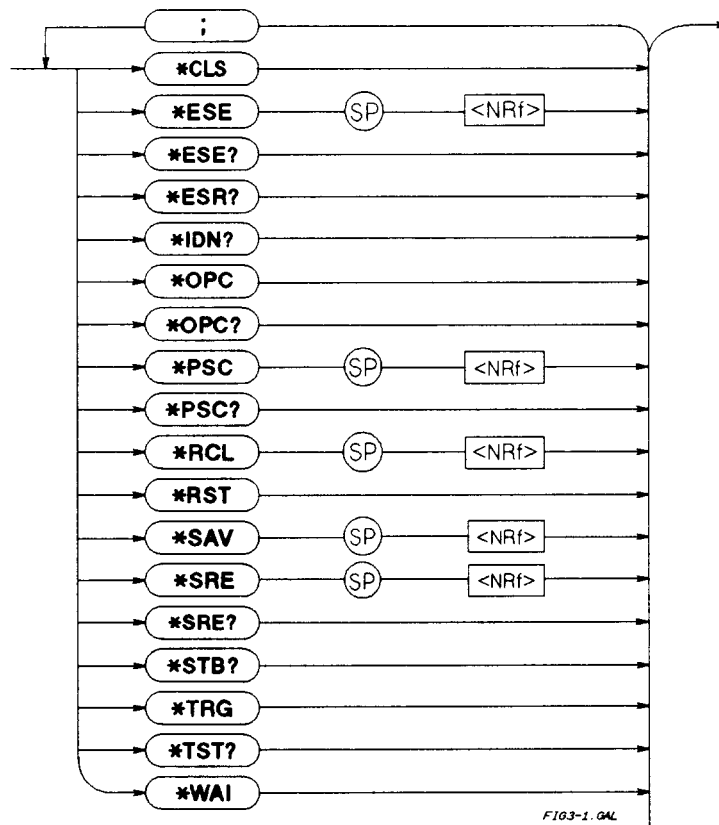 ;
*CLS
*ESE SP <NRf>
*ESE?
*ESR?
*IDN?
*OPC
*OPC?
*PSC SP <NRf>
*PSC?
*RCL SP <NRf>
*RST
*SAV SP <NRf>
*SRE SP <NRf>
*SRE?
*STB?
*TRG
*TST?
*WAI
FIG3-1.GAL